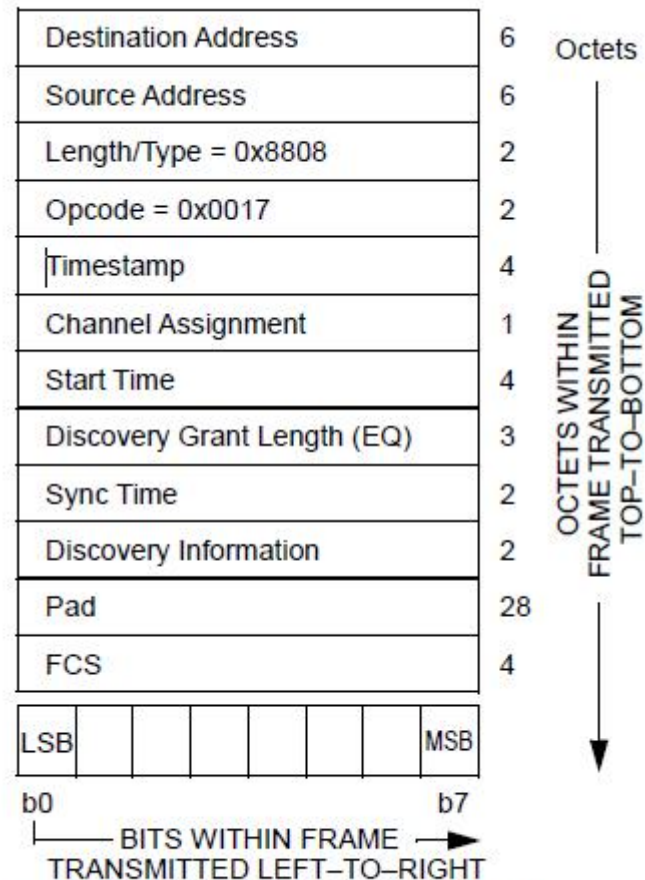 Destination Address 6 Octets
Source Address 6
Length/Type = 0x8808 2
Opcode = 0x0017 2
Timestamp 4
Channel Assignment 1
Start Time 4
Discovery Grant Length (EQ) 3
Sync Time 2
Discovery Information 2
Pad 28
FCS 4
OCTETS WITHIN
FRAME TRANSMITTED
TOP–TO–BOTTOM
LSB MSB
b0 b7
BITS WITHIN FRAME
TRANSMITTED LEFT–TO–RIGHT